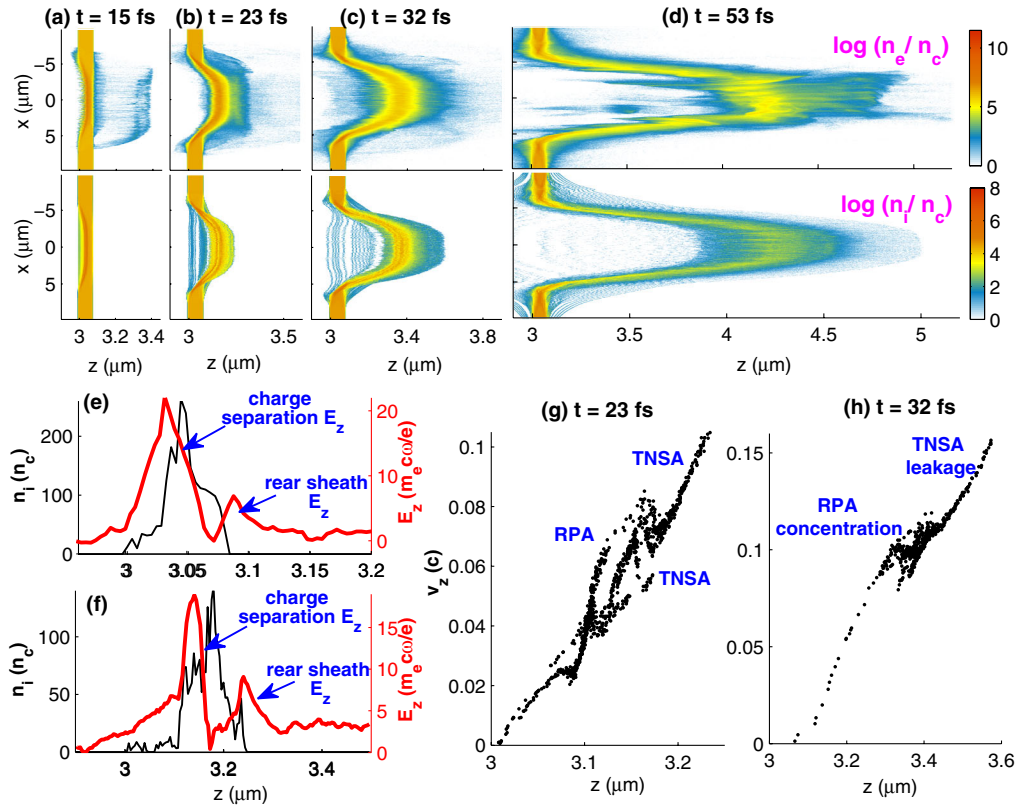 (a) t = 15 fs
(b) t = 23 fs
(c) t = 32 fs
(d) t = 53 fs
x (μm)
−5
0
5
log (n_e/ n_c)
10
5
0
x (μm)
−5
0
5
log (n_i/ n_c)
8
6
4
2
0
3 3.2 3.4
z (μm)
3 3.5
z (μm)
3 3.4 3.8
z (μm)
3 3.5 4 4.5 5
z (μm)
(e)
charge
separation E_z
rear sheath
E_z
n_i (n_c)
200
100
0
20
10
0
E_z (m_e cω/e)
3 3.05 3.1 3.2
(f)
charge
separation E_z
rear sheath
E_z
n_i (n_c)
100
50
0
15
10
5
0
E_z (m_e cω/e)
3 3.2 3.4
z (μm)
(g) t = 23 fs
TNSA
RPA
TNSA
v_z (c)
0.1
0.08
0.06
0.04
0.02
0
3 3.1 3.2
z (μm)
(h) t = 32 fs
TNSA
leakage
RPA
concentration
0.15
0.1
0.05
0
3 3.2 3.4 3.6
z (μm)